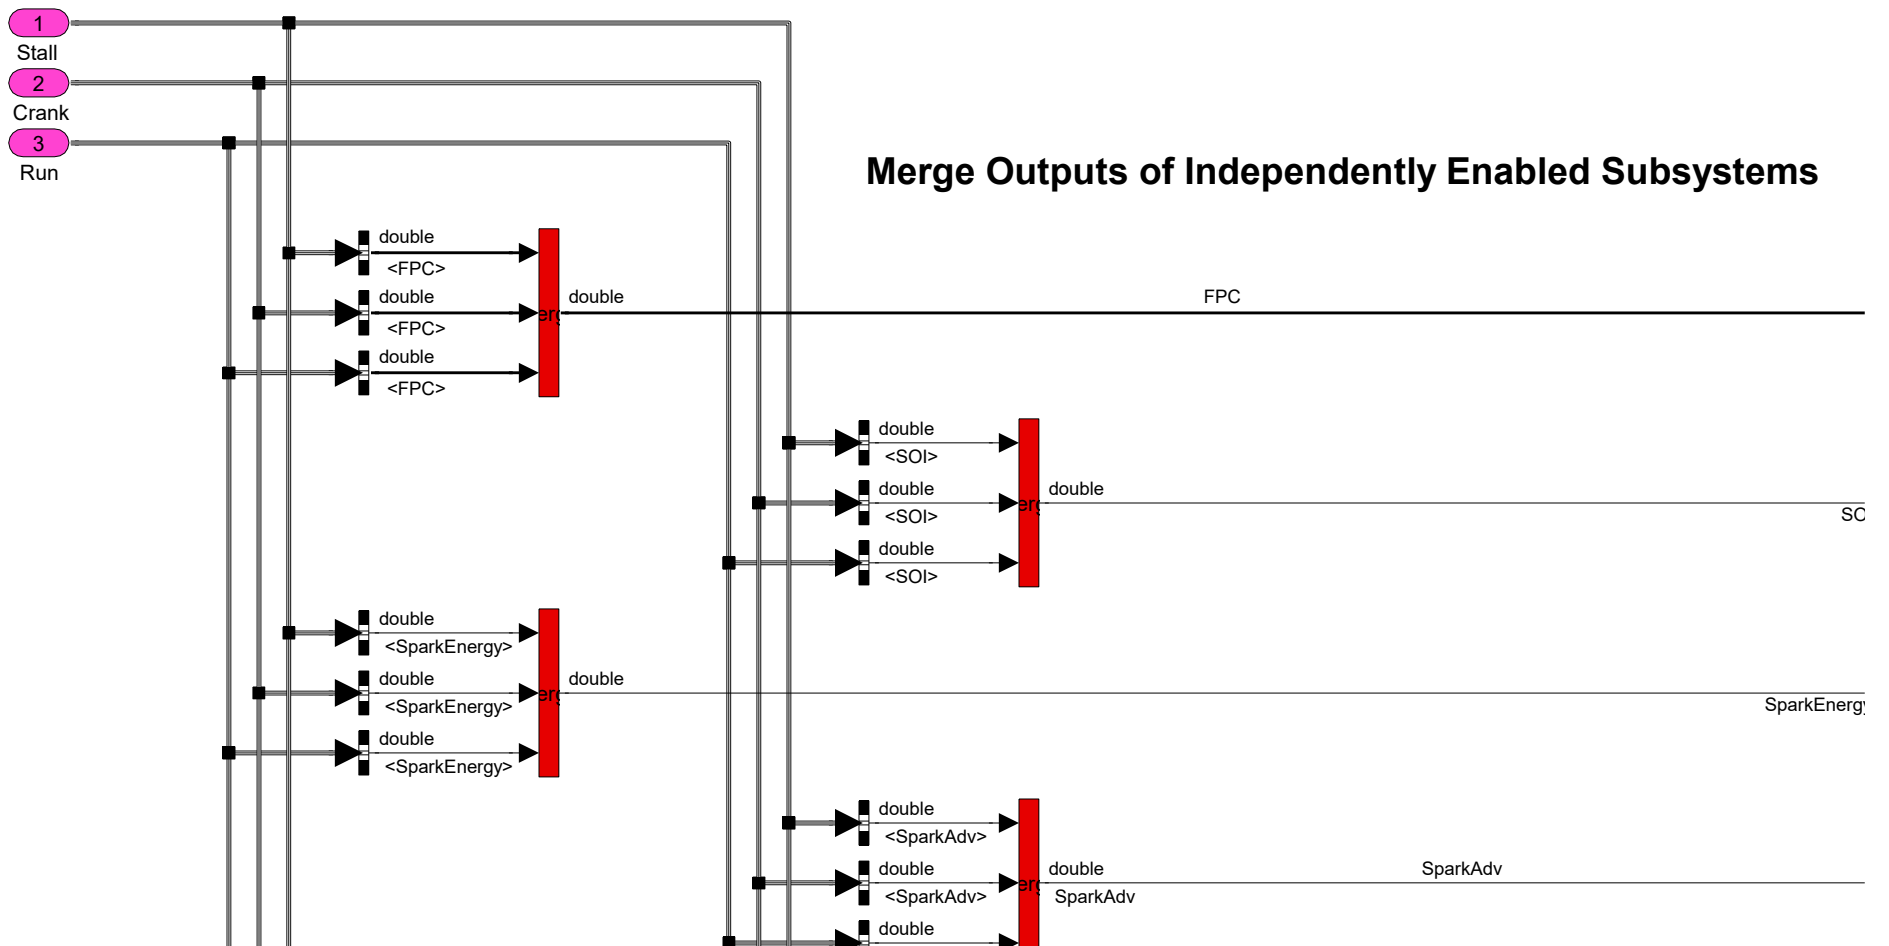 1
Stall
2
Crank
3
Run
Merge Outputs of Independently Enabled Subsystems
double
<FPC>
double
<FPC>
double
<FPC>
double
FPC
double
<SOI>
double
<SOI>
double
<SOI>
double
SO
double
<SparkEnergy>
double
<SparkEnergy>
double
<SparkEnergy>
double
SparkEnergy
double
<SparkAdv>
double
<SparkAdv>
double
double
SparkAdv
SparkAdv